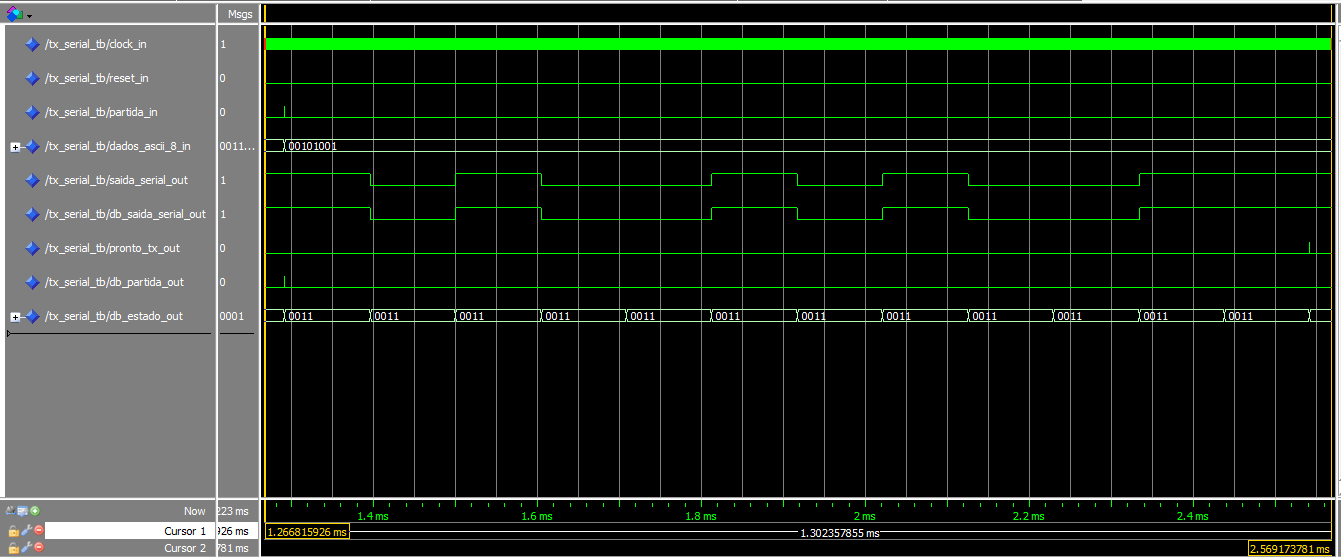 Msgs
/tx_serial_tb/clock_in 1
/tx_serial_tb/reset_in 0
/tx_serial_tb/partida_in 0
/tx_serial_tb/dados_ascii_8_in 0011... 00101001
/tx_serial_tb/saida_serial_out 1
/tx_serial_tb/db_saida_serial_out 1
/tx_serial_tb/pronto_tx_out 0
/tx_serial_tb/db_partida_out 0
/tx_serial_tb/db_estado_out 0001 0011 0011 0011 0011 0011 0011 0011 0011 0011 0011 0011 0011
Now 223 ms 1.4 ms 1.6 ms 1.8 ms 2 ms 2.2 ms 2.4 ms
Cursor 1 926 ms 1.266815926 ms 1.302357855 ms
Cursor 2 781 ms 2.569173781 ms